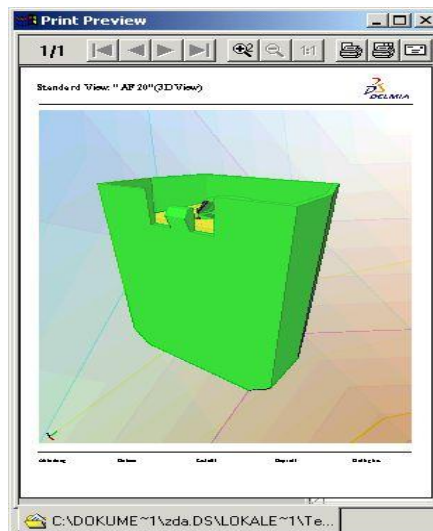 Print Preview
1/1
2
1:1
Standard View: "AF 20"(3D View)
DELMIA
C:\DOKUME~1\zda.DS\LOKALE~1\Te...